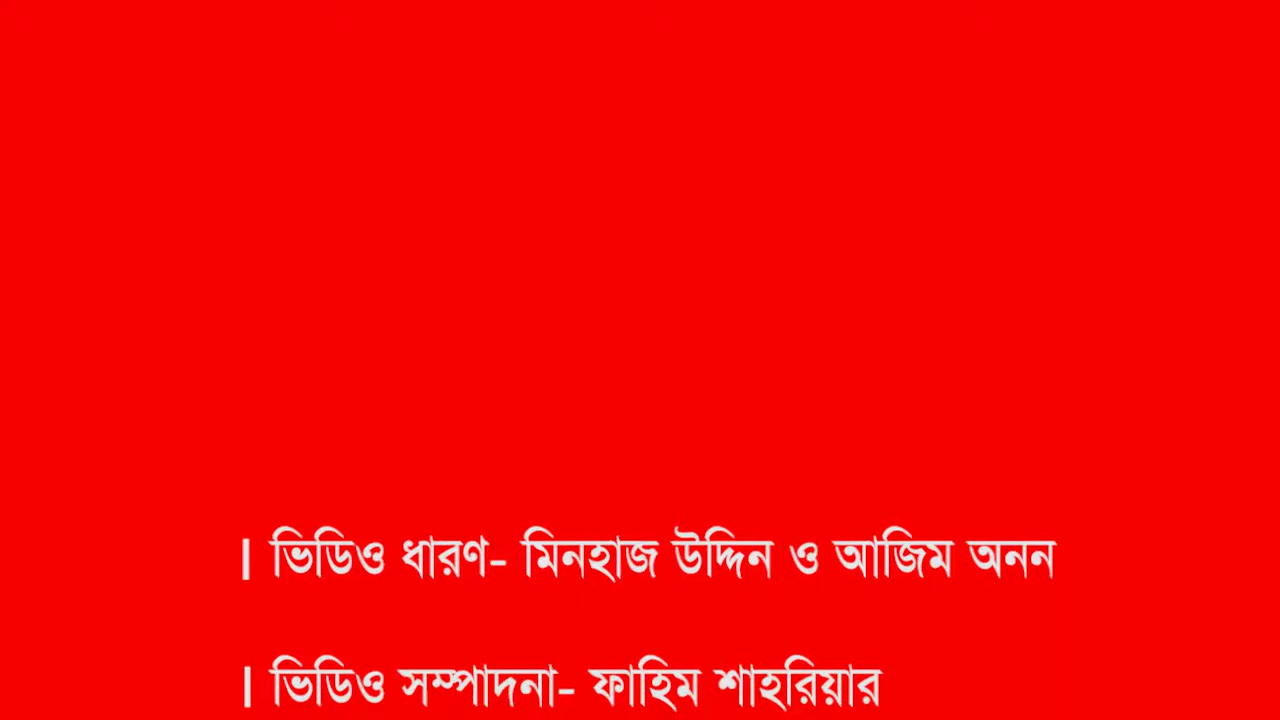 | ভিডিও ধারণ- মিনহাজ উদ্দিন ও আজিম অনন
| ভিডিও সম্পাদনা- ফাহিম শাহরিয়ার